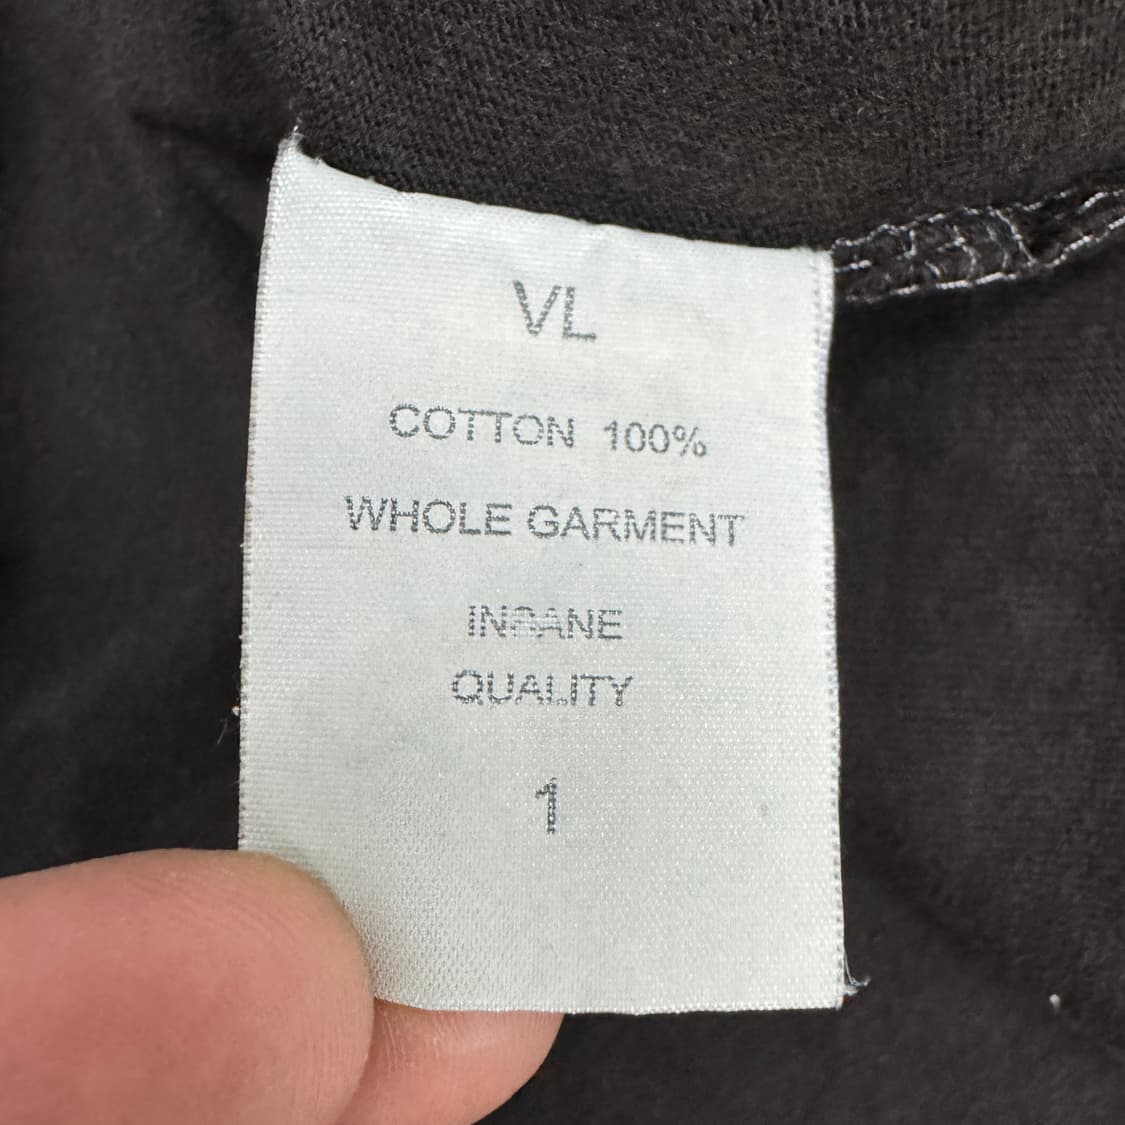 VL
COTTON 100%
WHOLE GARMENT
INSANE
QUALITY
1